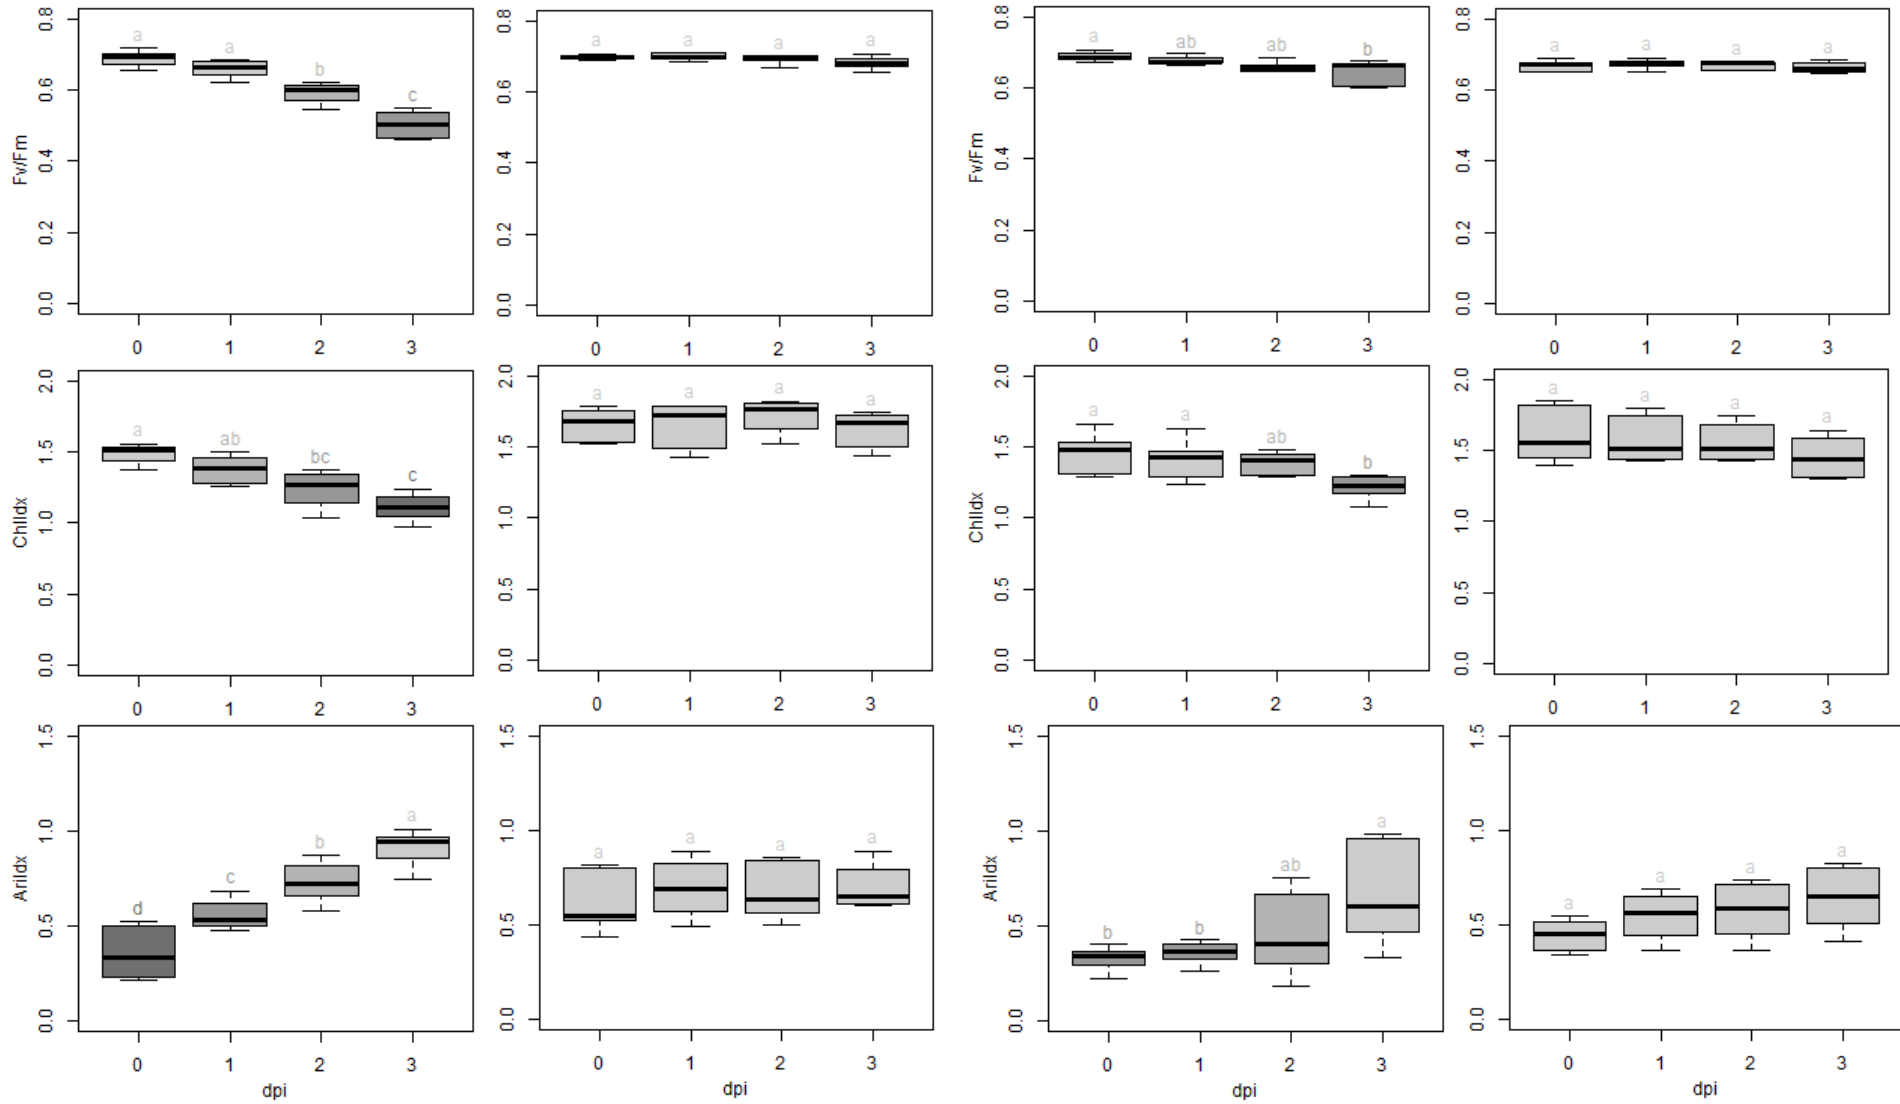 0.8 0.6 0.4 0.2 0.0
Fv/Fm
a a b c
0 1 2 3
0.8 0.6 0.4 0.2 0.0
a a a a
0 1 2 3
0.8 0.6 0.4 0.2 0.0
Fv/Fm
a ab ab b
0 1 2 3
0.8 0.6 0.4 0.2 0.0
a a a a
0 1 2 3
2.0 1.5 1.0 0.5 0.0
ChlIdx
a ab bc c
0 1 2 3
2.0 1.5 1.0 0.5 0.0
a a a a
0 1 2 3
2.0 1.5 1.0 0.5 0.0
ChlIdx
a a ab b
0 1 2 3
2.0 1.5 1.0 0.5 0.0
a a a a
0 1 2 3
1.5 1.0 0.5 0.0
AriIdx
d c b a
0 1 2 3
dpi
1.5 1.0 0.5 0.0
a a a a
0 1 2 3
dpi
1.5 1.0 0.5 0.0
AriIdx
b b ab a
0 1 2 3
dpi
1.5 1.0 0.5 0.0
a a a a
0 1 2 3
dpi